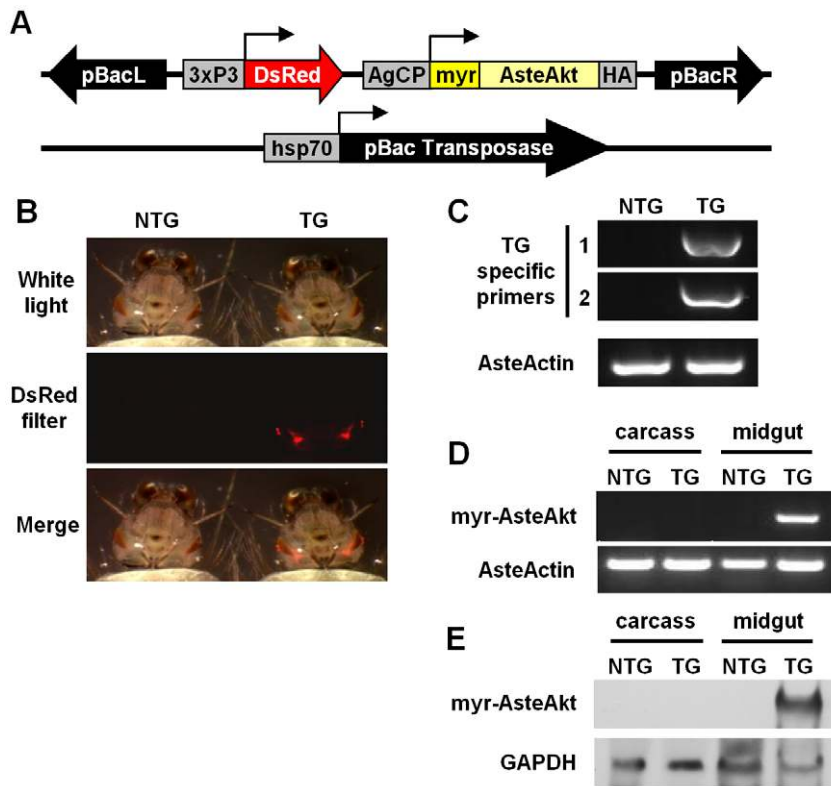 A
pBacL 3xP3 DsRed AgCP myr AsteAkt HA pBacR
hsp70 pBac Transposase
B
NTG TG
White
light
DsRed
filter
Merge
C
NTG TG
TG
specific
primers
1
2
AsteActin
D
carcass midgut
NTG TG NTG TG
myr-AsteAkt
AsteActin
E
carcass midgut
NTG TG NTG TG
myr-AsteAkt
GAPDH